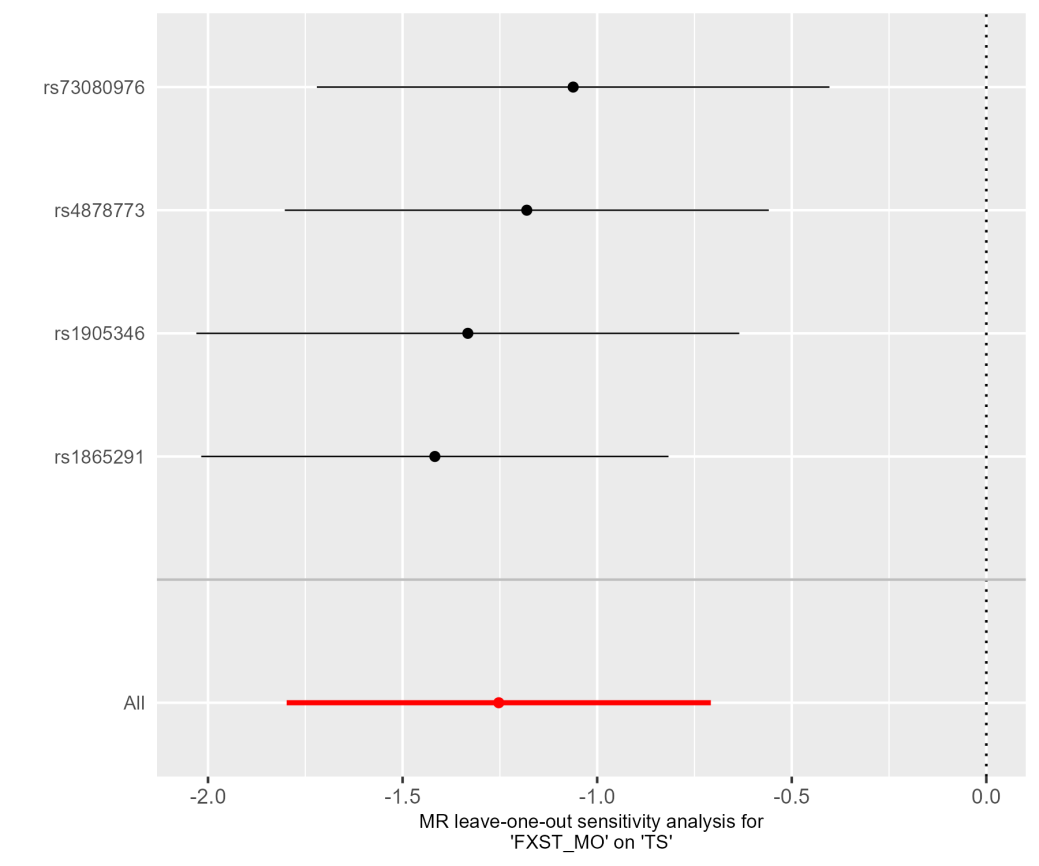 rs73080976
rs4878773
rs1905346
rs1865291
All
-2.0 -1.5 -1.0 -0.5 0.0
MR leave-one-out sensitivity analysis for
'FXST_MO' on 'TS'